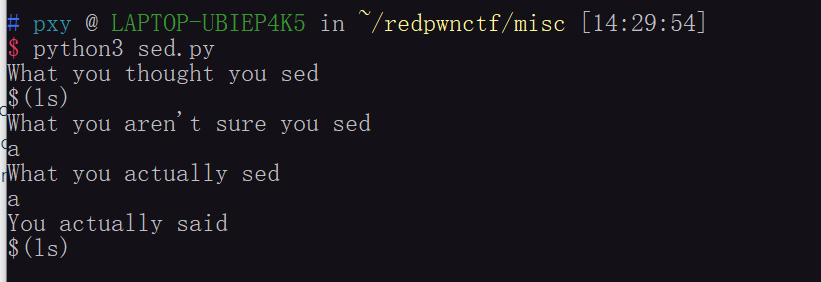 # pxy @ LAPTOP-UBIEP4K5 in ~/redpwnctf/misc [14:29:54]
$ python3 sed.py
What you thought you sed
$(ls)
What you aren't sure you sed
a
What you actually sed
a
You actually said
$(ls)